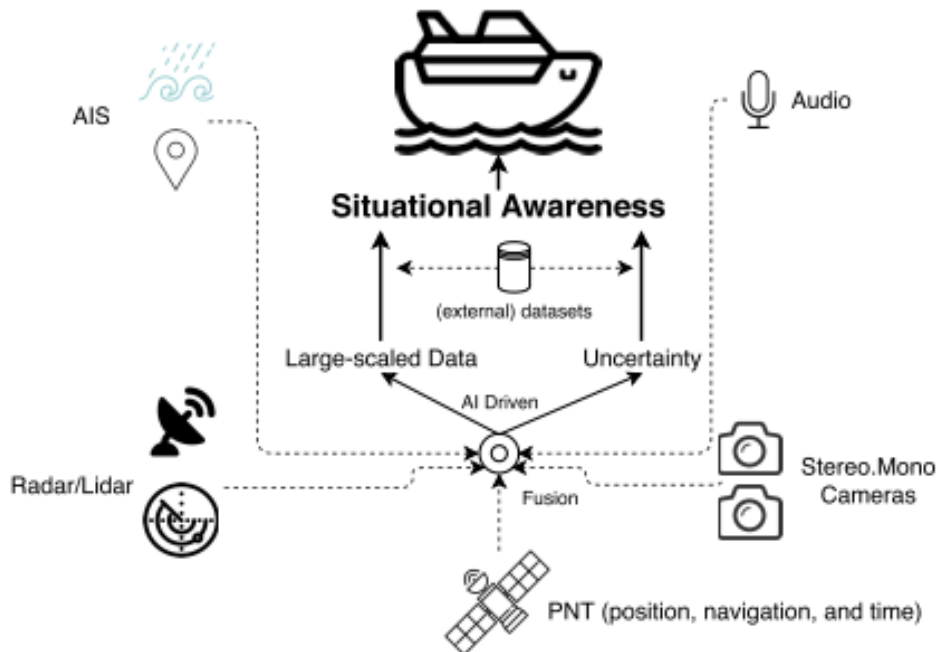 AIS
Audio
Situational Awareness
(external) datasets
Large-scaled Data
Uncertainty
AI Driven
Radar/Lidar
Fusion
Stereo.Mono
Cameras
PNT (position, navigation, and time)